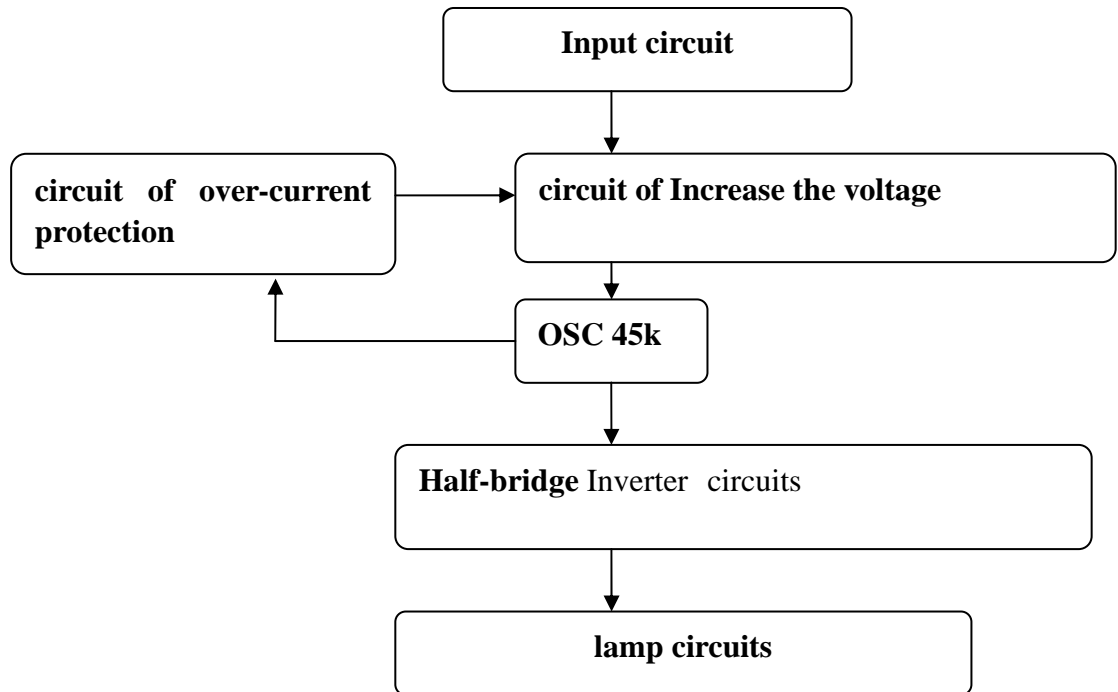 Input circuit
circuit of over-current
protection
circuit of Increase the voltage
OSC 45k
Half-bridge Inverter circuits
lamp circuits